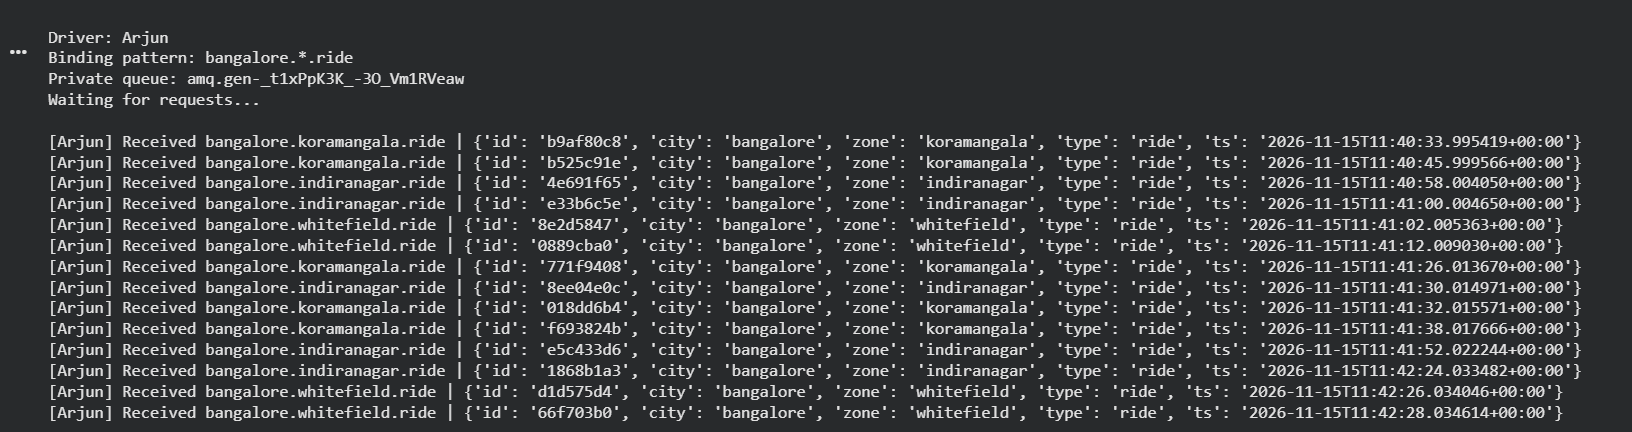 Driver: Arjun
Binding pattern: bangalore.*.ride
Private queue: amq.gen-_t1xPpK3K_-3O_Vm1RVeaw
Waiting for requests...
[Arjun] Received bangalore.koramangala.ride | {'id': 'b9af80c8', 'city': 'bangalore', 'zone': 'koramangala', 'type': 'ride', 'ts': '2026-11-15T11:40:33.995419+00:00'}
[Arjun] Received bangalore.koramangala.ride | {'id': 'b525c91e', 'city': 'bangalore', 'zone': 'koramangala', 'type': 'ride', 'ts': '2026-11-15T11:40:45.999566+00:00'}
[Arjun] Received bangalore.indiranagar.ride | {'id': '4e691f65', 'city': 'bangalore', 'zone': 'indiranagar', 'type': 'ride', 'ts': '2026-11-15T11:40:58.004050+00:00'}
[Arjun] Received bangalore.indiranagar.ride | {'id': 'e33b6c5e', 'city': 'bangalore', 'zone': 'indiranagar', 'type': 'ride', 'ts': '2026-11-15T11:41:00.004650+00:00'}
[Arjun] Received bangalore.whitefield.ride | {'id': '8e2d5847', 'city': 'bangalore', 'zone': 'whitefield', 'type': 'ride', 'ts': '2026-11-15T11:41:02.005363+00:00'}
[Arjun] Received bangalore.whitefield.ride | {'id': '0889cba0', 'city': 'bangalore', 'zone': 'whitefield', 'type': 'ride', 'ts': '2026-11-15T11:41:12.009030+00:00'}
[Arjun] Received bangalore.koramangala.ride | {'id': '771f9408', 'city': 'bangalore', 'zone': 'koramangala', 'type': 'ride', 'ts': '2026-11-15T11:41:26.013670+00:00'}
[Arjun] Received bangalore.indiranagar.ride | {'id': '8ee04e0c', 'city': 'bangalore', 'zone': 'indiranagar', 'type': 'ride', 'ts': '2026-11-15T11:41:30.014971+00:00'}
[Arjun] Received bangalore.koramangala.ride | {'id': '018dd6b4', 'city': 'bangalore', 'zone': 'koramangala', 'type': 'ride', 'ts': '2026-11-15T11:41:32.015571+00:00'}
[Arjun] Received bangalore.koramangala.ride | {'id': 'f693824b', 'city': 'bangalore', 'zone': 'koramangala', 'type': 'ride', 'ts': '2026-11-15T11:41:38.017666+00:00'}
[Arjun] Received bangalore.indiranagar.ride | {'id': 'e5c433d6', 'city': 'bangalore', 'zone': 'indiranagar', 'type': 'ride', 'ts': '2026-11-15T11:41:52.022244+00:00'}
[Arjun] Received bangalore.indiranagar.ride | {'id': '1868b1a3', 'city': 'bangalore', 'zone': 'indiranagar', 'type': 'ride', 'ts': '2026-11-15T11:42:24.033482+00:00'}
[Arjun] Received bangalore.whitefield.ride | {'id': 'd1d575d4', 'city': 'bangalore', 'zone': 'whitefield', 'type': 'ride', 'ts': '2026-11-15T11:42:26.034046+00:00'}
[Arjun] Received bangalore.whitefield.ride | {'id': '66f703b0', 'city': 'bangalore', 'zone': 'whitefield', 'type': 'ride', 'ts': '2026-11-15T11:42:28.034614+00:00'}